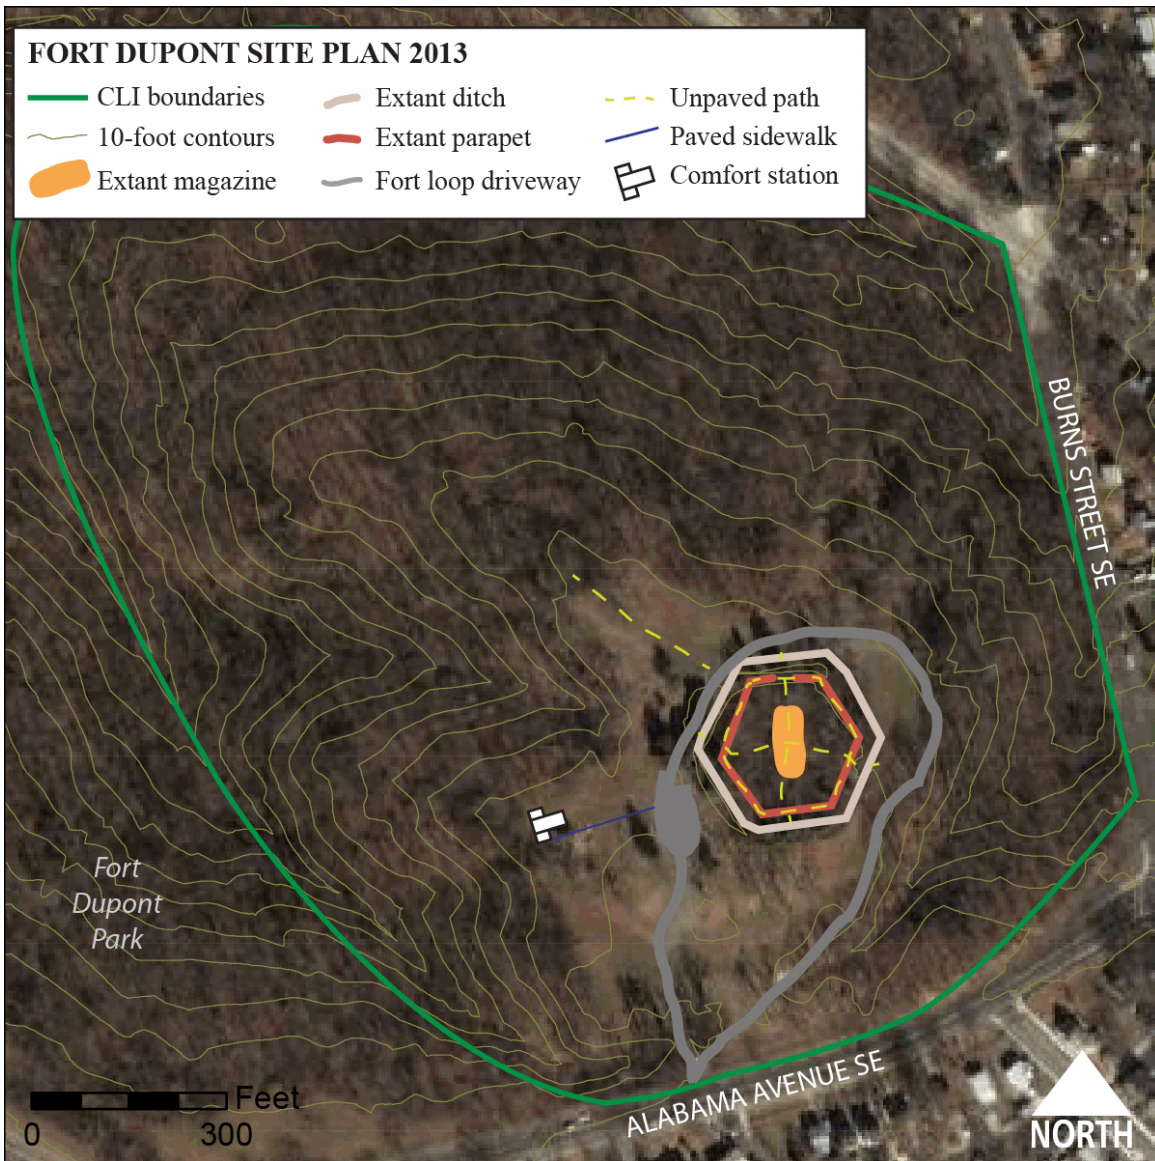 FORT DUPONT SITE PLAN 2013
CLI boundaries
10-foot contours
Extant magazine
Extant ditch
Extant parapet
Fort loop driveway
Unpaved path
Paved sidewalk
Comfort station
BURNS STREET SE
Fort
Dupont
Park
ALABAMA AVENUE SE
Feet
0 300
NORTH